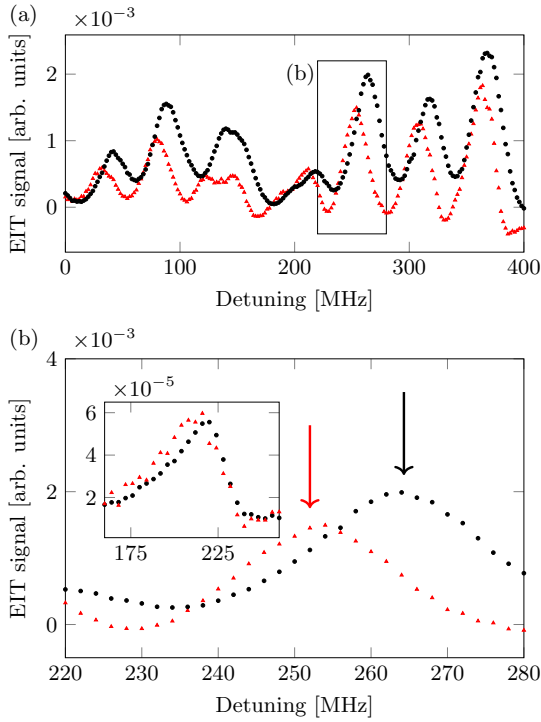 (a)
×10⁻³
2
1
0
EIT signal [arb. units]
(b)
0 100 200 300 400
Detuning [MHz]
(b)
×10⁻³
4
2
0
EIT signal [arb. units]
×10⁻⁵
6
4
2
175 225
220 230 240 250 260 270 280
Detuning [MHz]